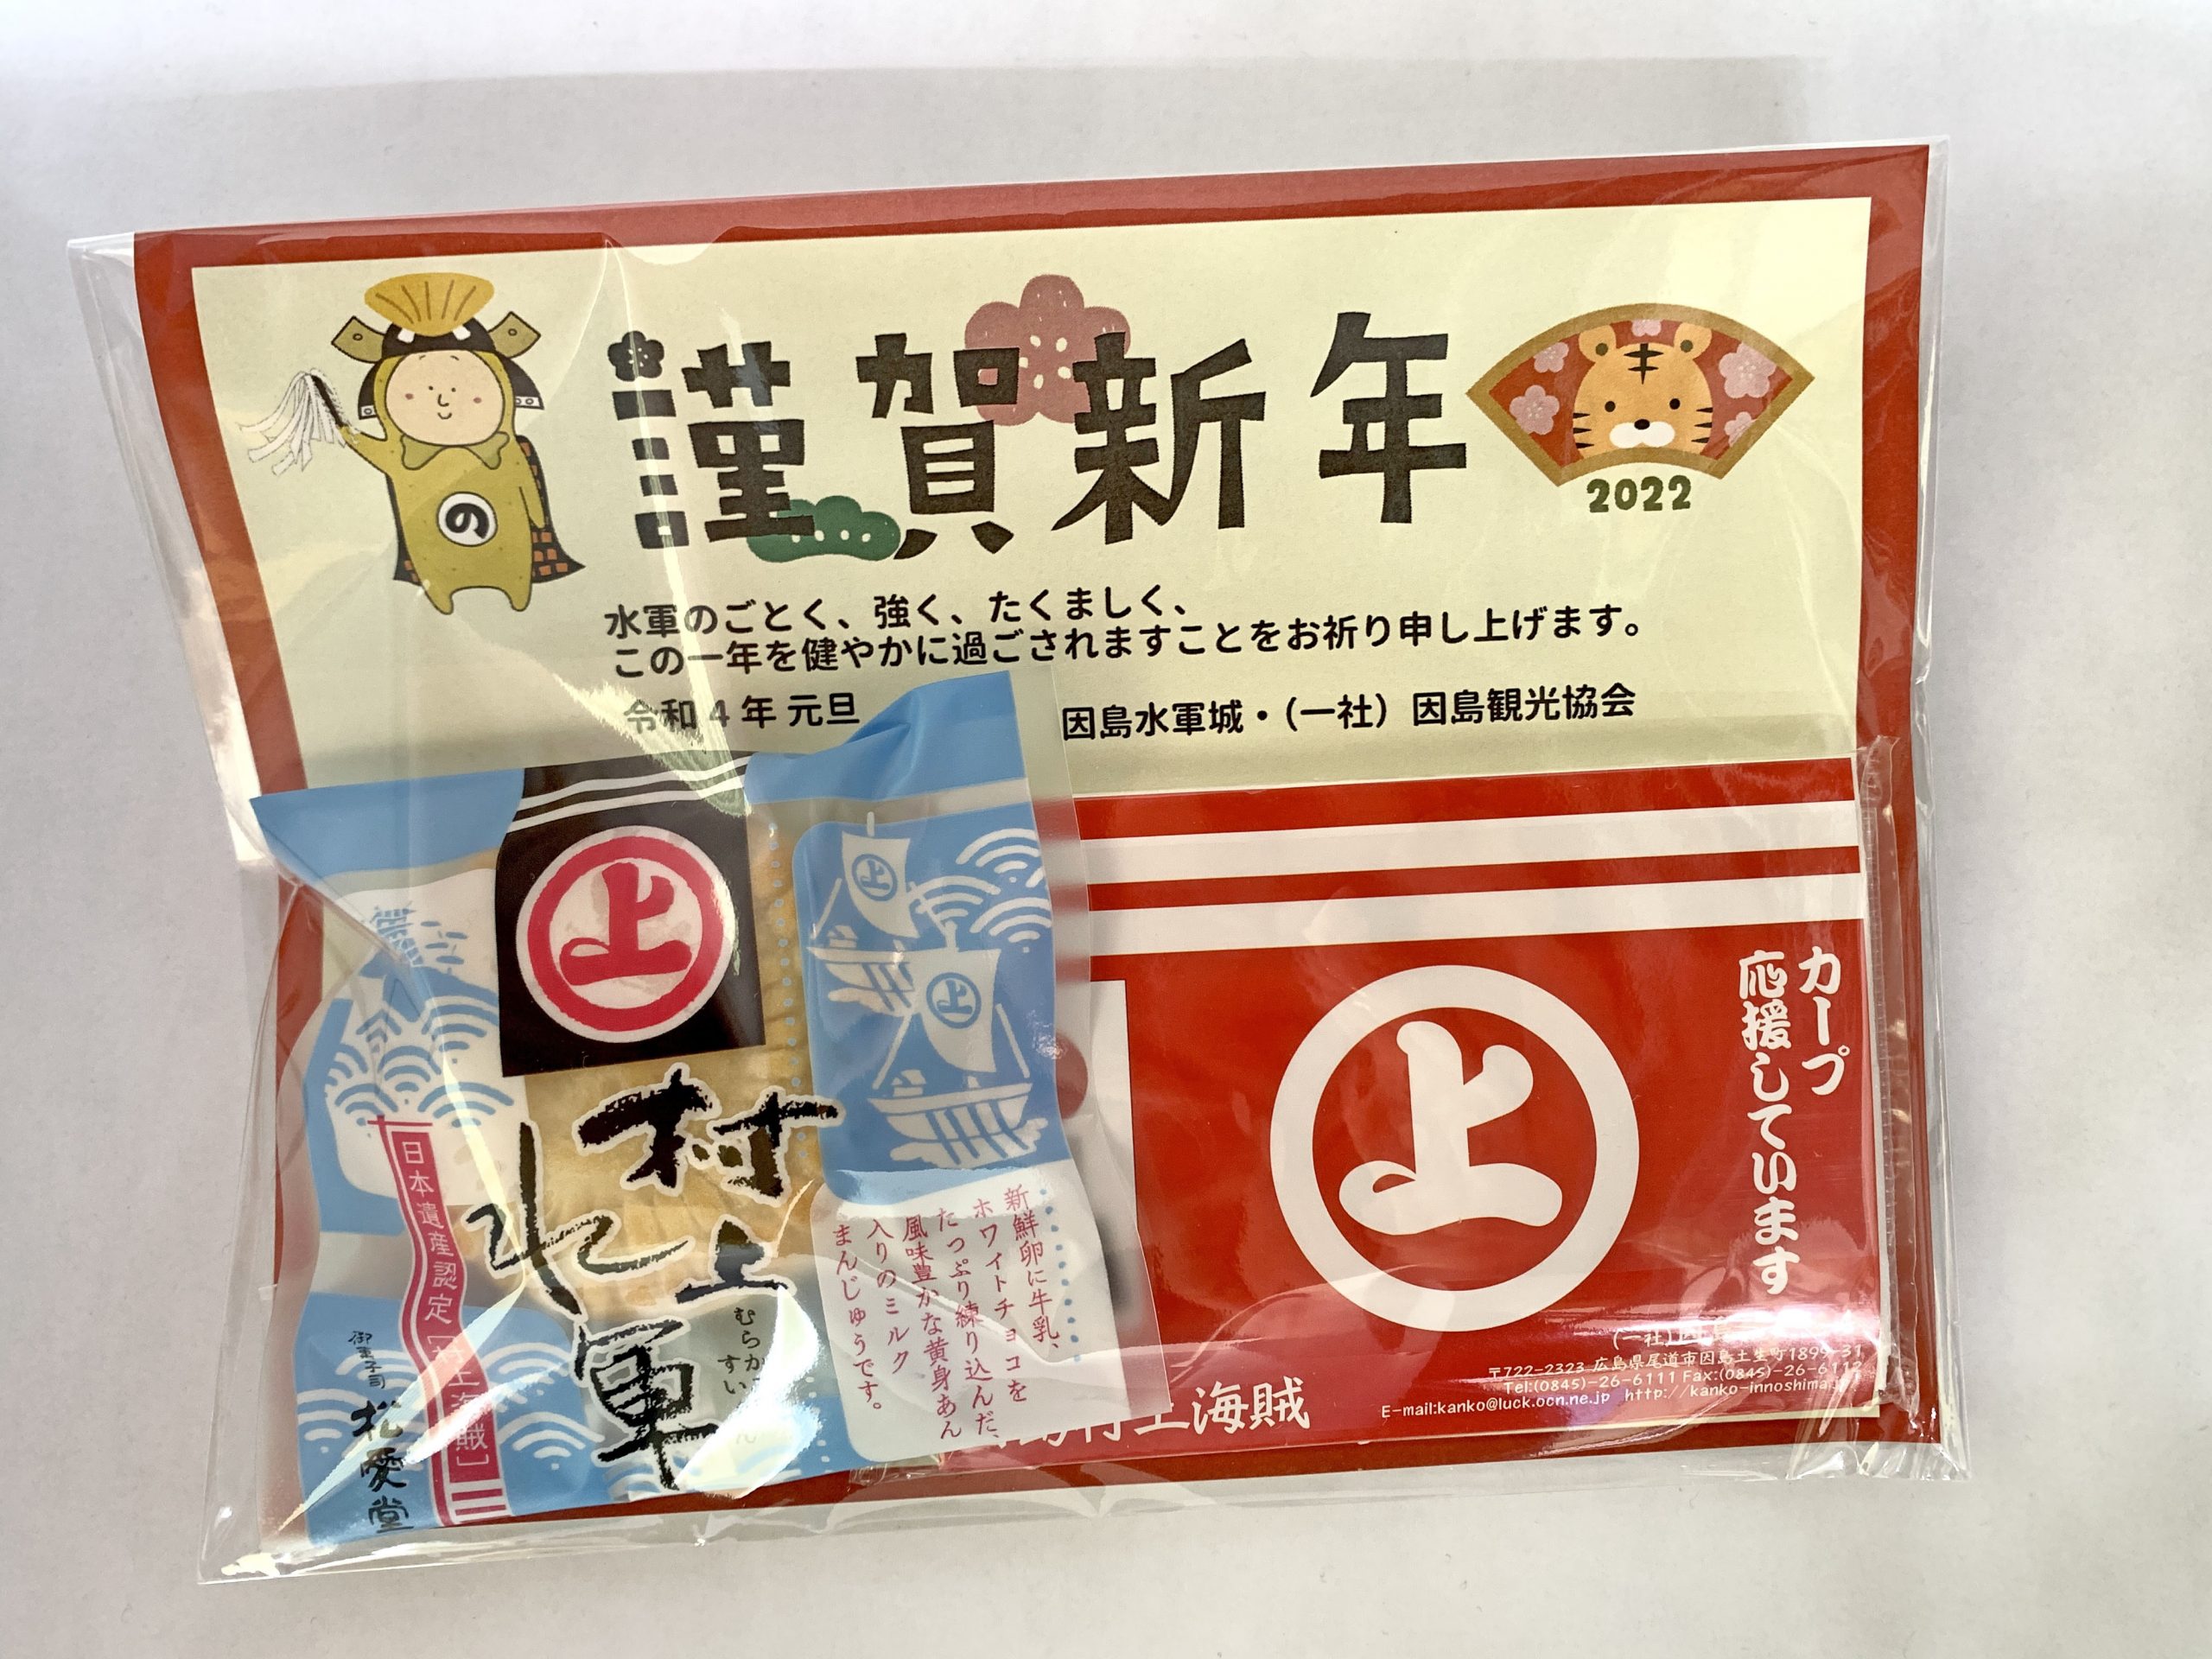 謹賀新年
2022
の
水軍のごとく、強く、たくましく、
この一年を健やかに過ごされますことをお祈り申し上げます。
令和4年 元旦
因島水軍城・(一社) 因島観光協会
上
村上
水軍
日本遺産認定
御菓子司
松愛堂
上
上
新鮮卵に牛乳、
ホワイトチョコを
たっぷり練り込んだ、
風味豊かな黄身あん
入りのミルク
まんじゅうです。
カープ
応援しています
上
海賊
(一社)
〒722-2323 広島県尾道市因島土生町1899-31
Tel:(0845)-26-6111 Fax:(0845)-26-6112
E-mail:kanko@luck.ocn.ne.jp http://kanko-innoshima.j